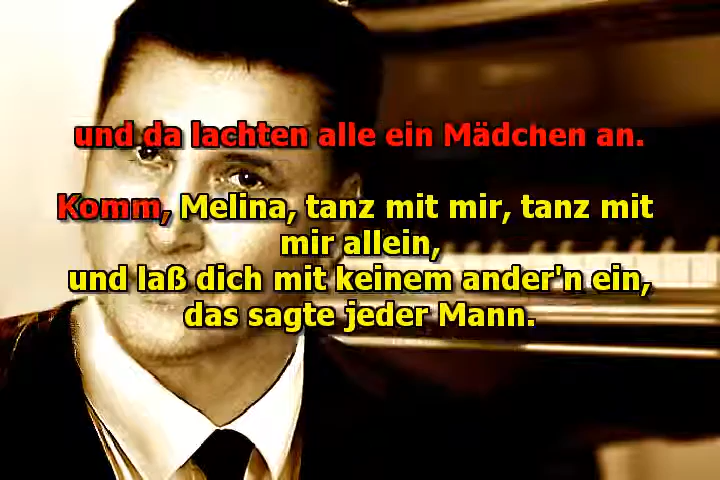 und da lachten alle ein Mädchen an.
Komm, Melina, tanz mit mir, tanz mit
mir allein,
und laß dich mit keinem ander'n ein,
das sagte jeder Mann.